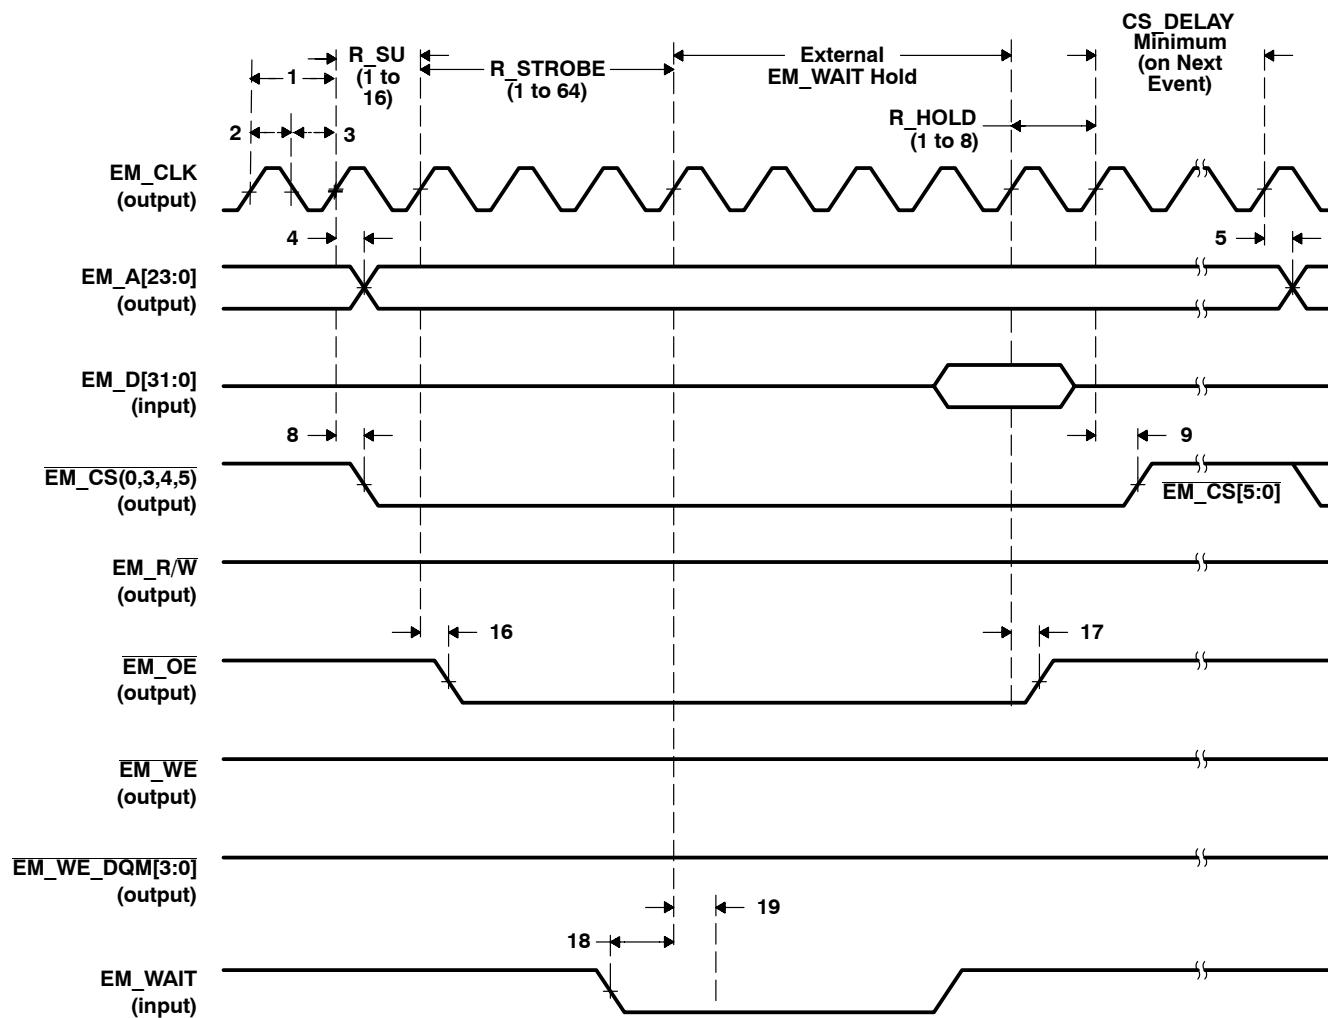 CS_DELAY
Minimum
(on Next
Event)
R_SU
(1 to
16)
R_STROBE
(1 to 64)
External
EM_WAIT Hold
R_HOLD
(1 to 8)
1
2
3
EM_CLK
(output)
4
5
EM_A[23:0]
(output)
EM_D[31:0]
(input)
8
9
EM_CS(0,3,4,5)
(output)
EM_CS[5:0]
EM_R/W
(output)
16
17
EM_OE
(output)
EM_WE
(output)
EM_WE_DQM[3:0]
(output)
19
18
EM_WAIT
(input)